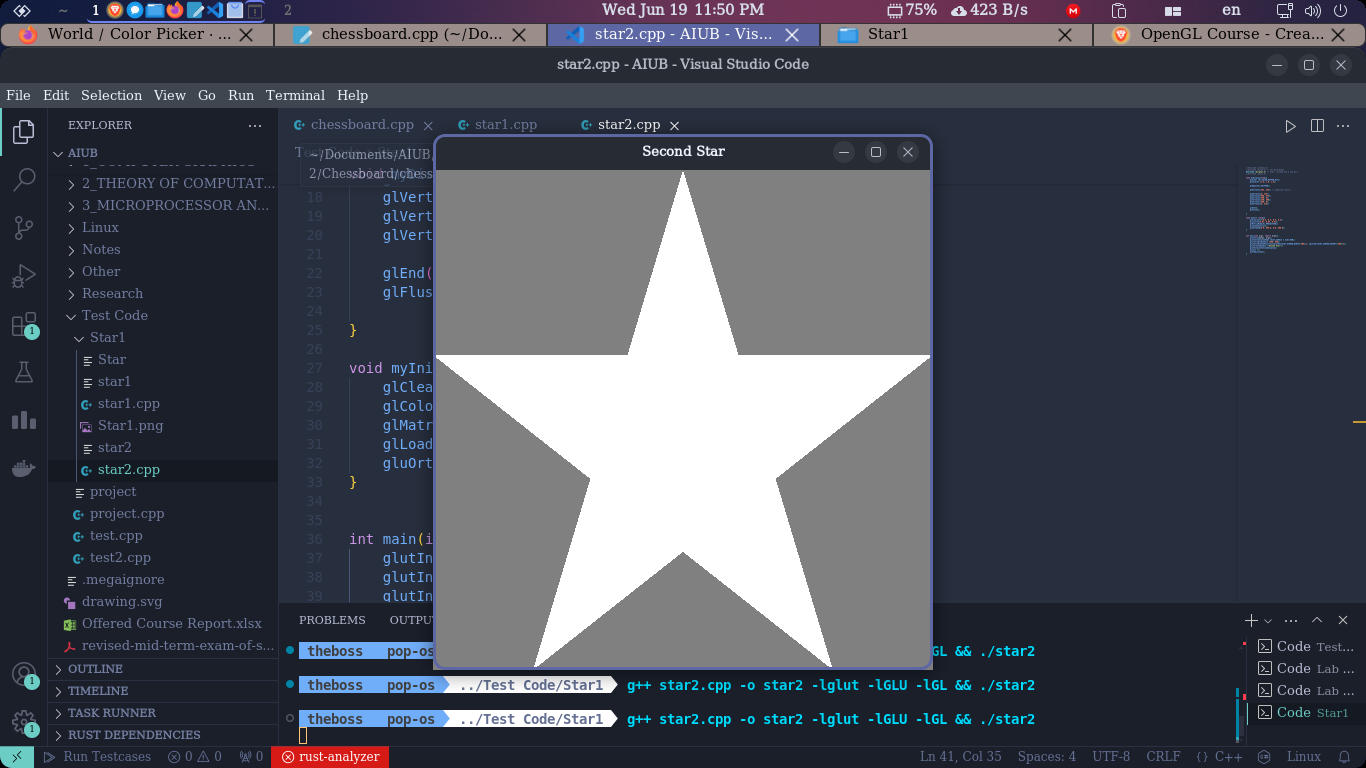 1 2 Wed Jun 19 11:50 PM 75% 423 B/s en
World / Color Picker · ... chessboard.cpp (~/Do... star2.cpp - AIUB - Vis... Star1 OpenGL Course - Crea...
star2.cpp - AIUB - Visual Studio Code
File Edit Selection View Go Run Terminal Help
EXPLORER
AIUB
2_THEORY OF COMPUTAT...
3_MICROPROCESSOR AN...
Linux
Notes
Other
Research
Test Code
Star1
Star
star1
star1.cpp
Star1.png
star2
star2.cpp
project
project.cpp
test.cpp
test2.cpp
.megaignore
drawing.svg
Offered Course Report.xlsx
revised-mid-term-exam-of-s...
OUTLINE
TIMELINE
TASK RUNNER
RUST DEPENDENCIES
1
1
1
chessboard.cpp star1.cpp star2.cpp
~/Documents/AIUB,
2/Chessboard/chess
Second Star
18 glVert
19 glVert
20 glVert
21
22 glEnd(
23 glFlus
24
25 }
26
27 void myIni
28 glClea
29 glColo
30 glMatr
31 glLoad
32 gluOrt
33 }
34
35
36 int main(i
37 glutIn
38 glutIn
39 glutIn
PROBLEMS OUTPU
theboss pop-os GL && ./star2
theboss pop-os ../Test Code/Star1 g++ star2.cpp -o star2 -lglut -lGLU -lGL && ./star2
theboss pop-os ../Test Code/Star1 g++ star2.cpp -o star2 -lglut -lGLU -lGL && ./star2
Code Test...
Code Lab ...
Code Lab ...
Code Star1
Run Testcases 0 0 0 rust-analyzer Ln 41, Col 35 Spaces: 4 UTF-8 CRLF {} C++ Linux